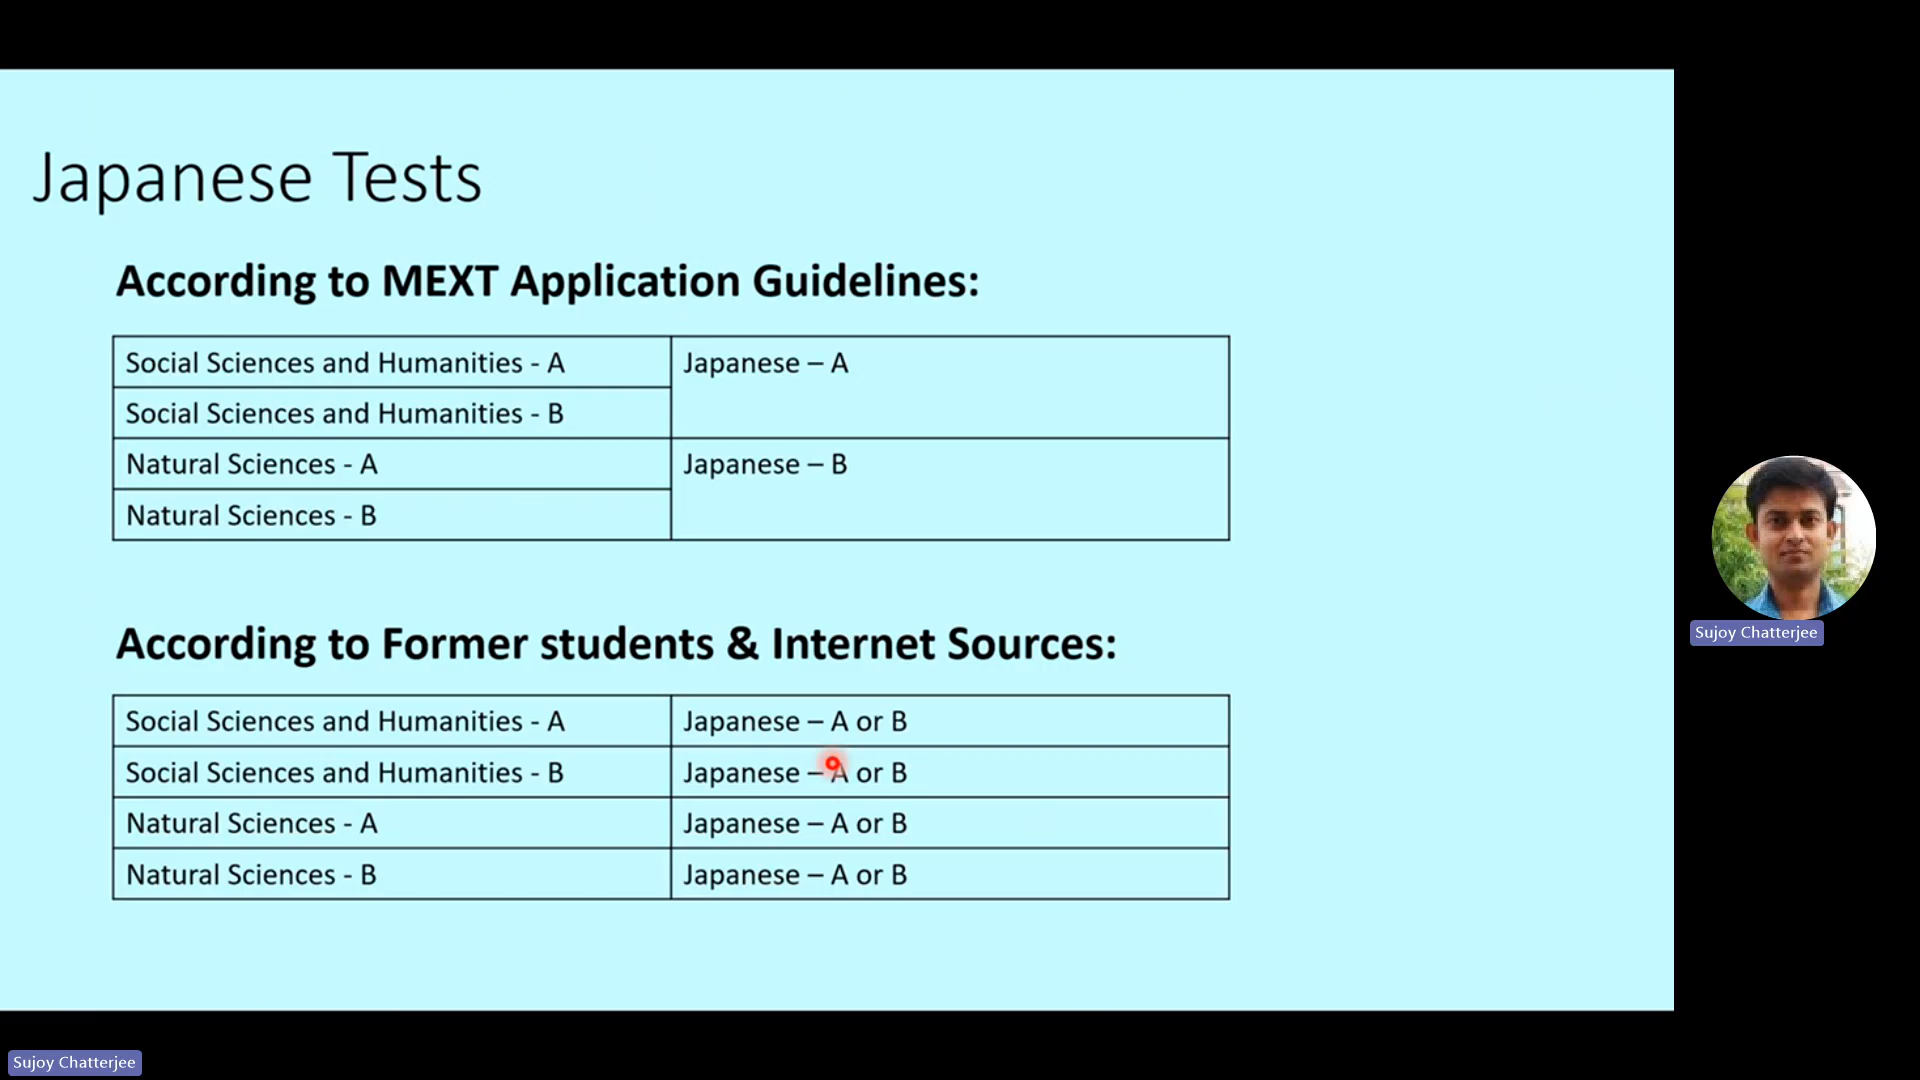 Japanese Tests
According to MEXT Application Guidelines:
Social Sciences and Humanities - A
Japanese – A
Social Sciences and Humanities - B
Natural Sciences - A
Japanese – B
Natural Sciences - B
According to Former students & Internet Sources:
Social Sciences and Humanities - A
Japanese – A or B
Social Sciences and Humanities - B
Japanese – A or B
Natural Sciences - A
Japanese – A or B
Natural Sciences - B
Japanese – A or B
Sujoy Chatterjee
Sujoy Chatterjee